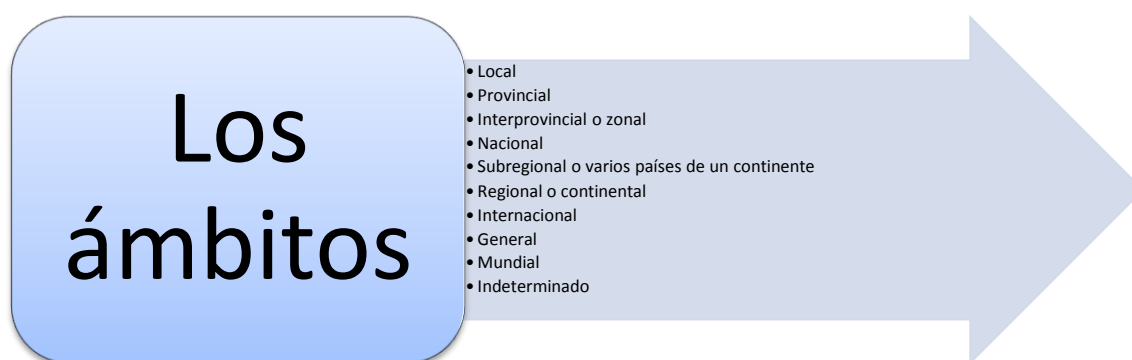 Los
ámbitos
• Local
• Provincial
• Interprovincial o zonal
• Nacional
• Subregional o varios países de un continente
• Regional o continental
• Internacional
• General
• Mundial
• Indeterminado